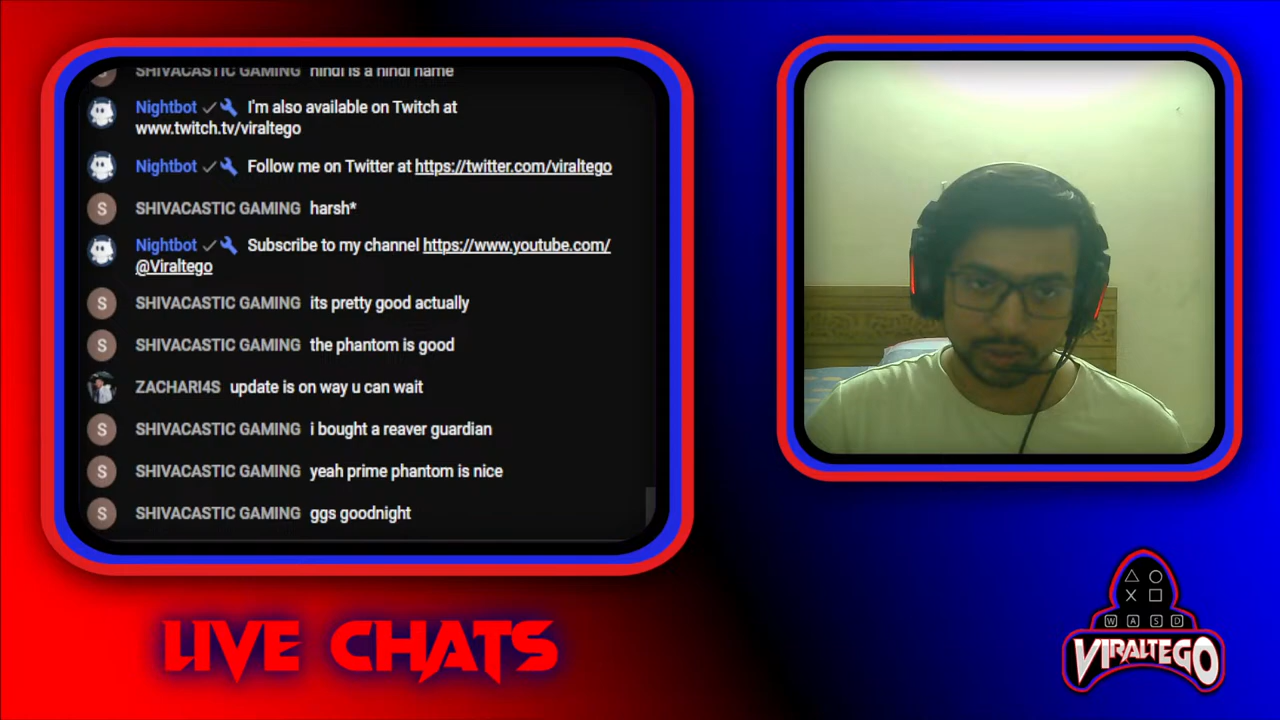 SHIVACASTIC GAMING hindi is a hindi name
Nightbot I'm also available on Twitch at
www.twitch.tv/viraltego
Nightbot Follow me on Twitter at https://twitter.com/viraltego
S SHIVACASTIC GAMING harsh*
Nightbot Subscribe to my channel https://www.youtube.com/
@Viraltego
S SHIVACASTIC GAMING its pretty good actually
S SHIVACASTIC GAMING the phantom is good
ZACHARI4S update is on way u can wait
S SHIVACASTIC GAMING i bought a reaver guardian
S SHIVACASTIC GAMING yeah prime phantom is nice
S SHIVACASTIC GAMING ggs goodnight
LIVE CHATS
W A S D
VIRALTEGO